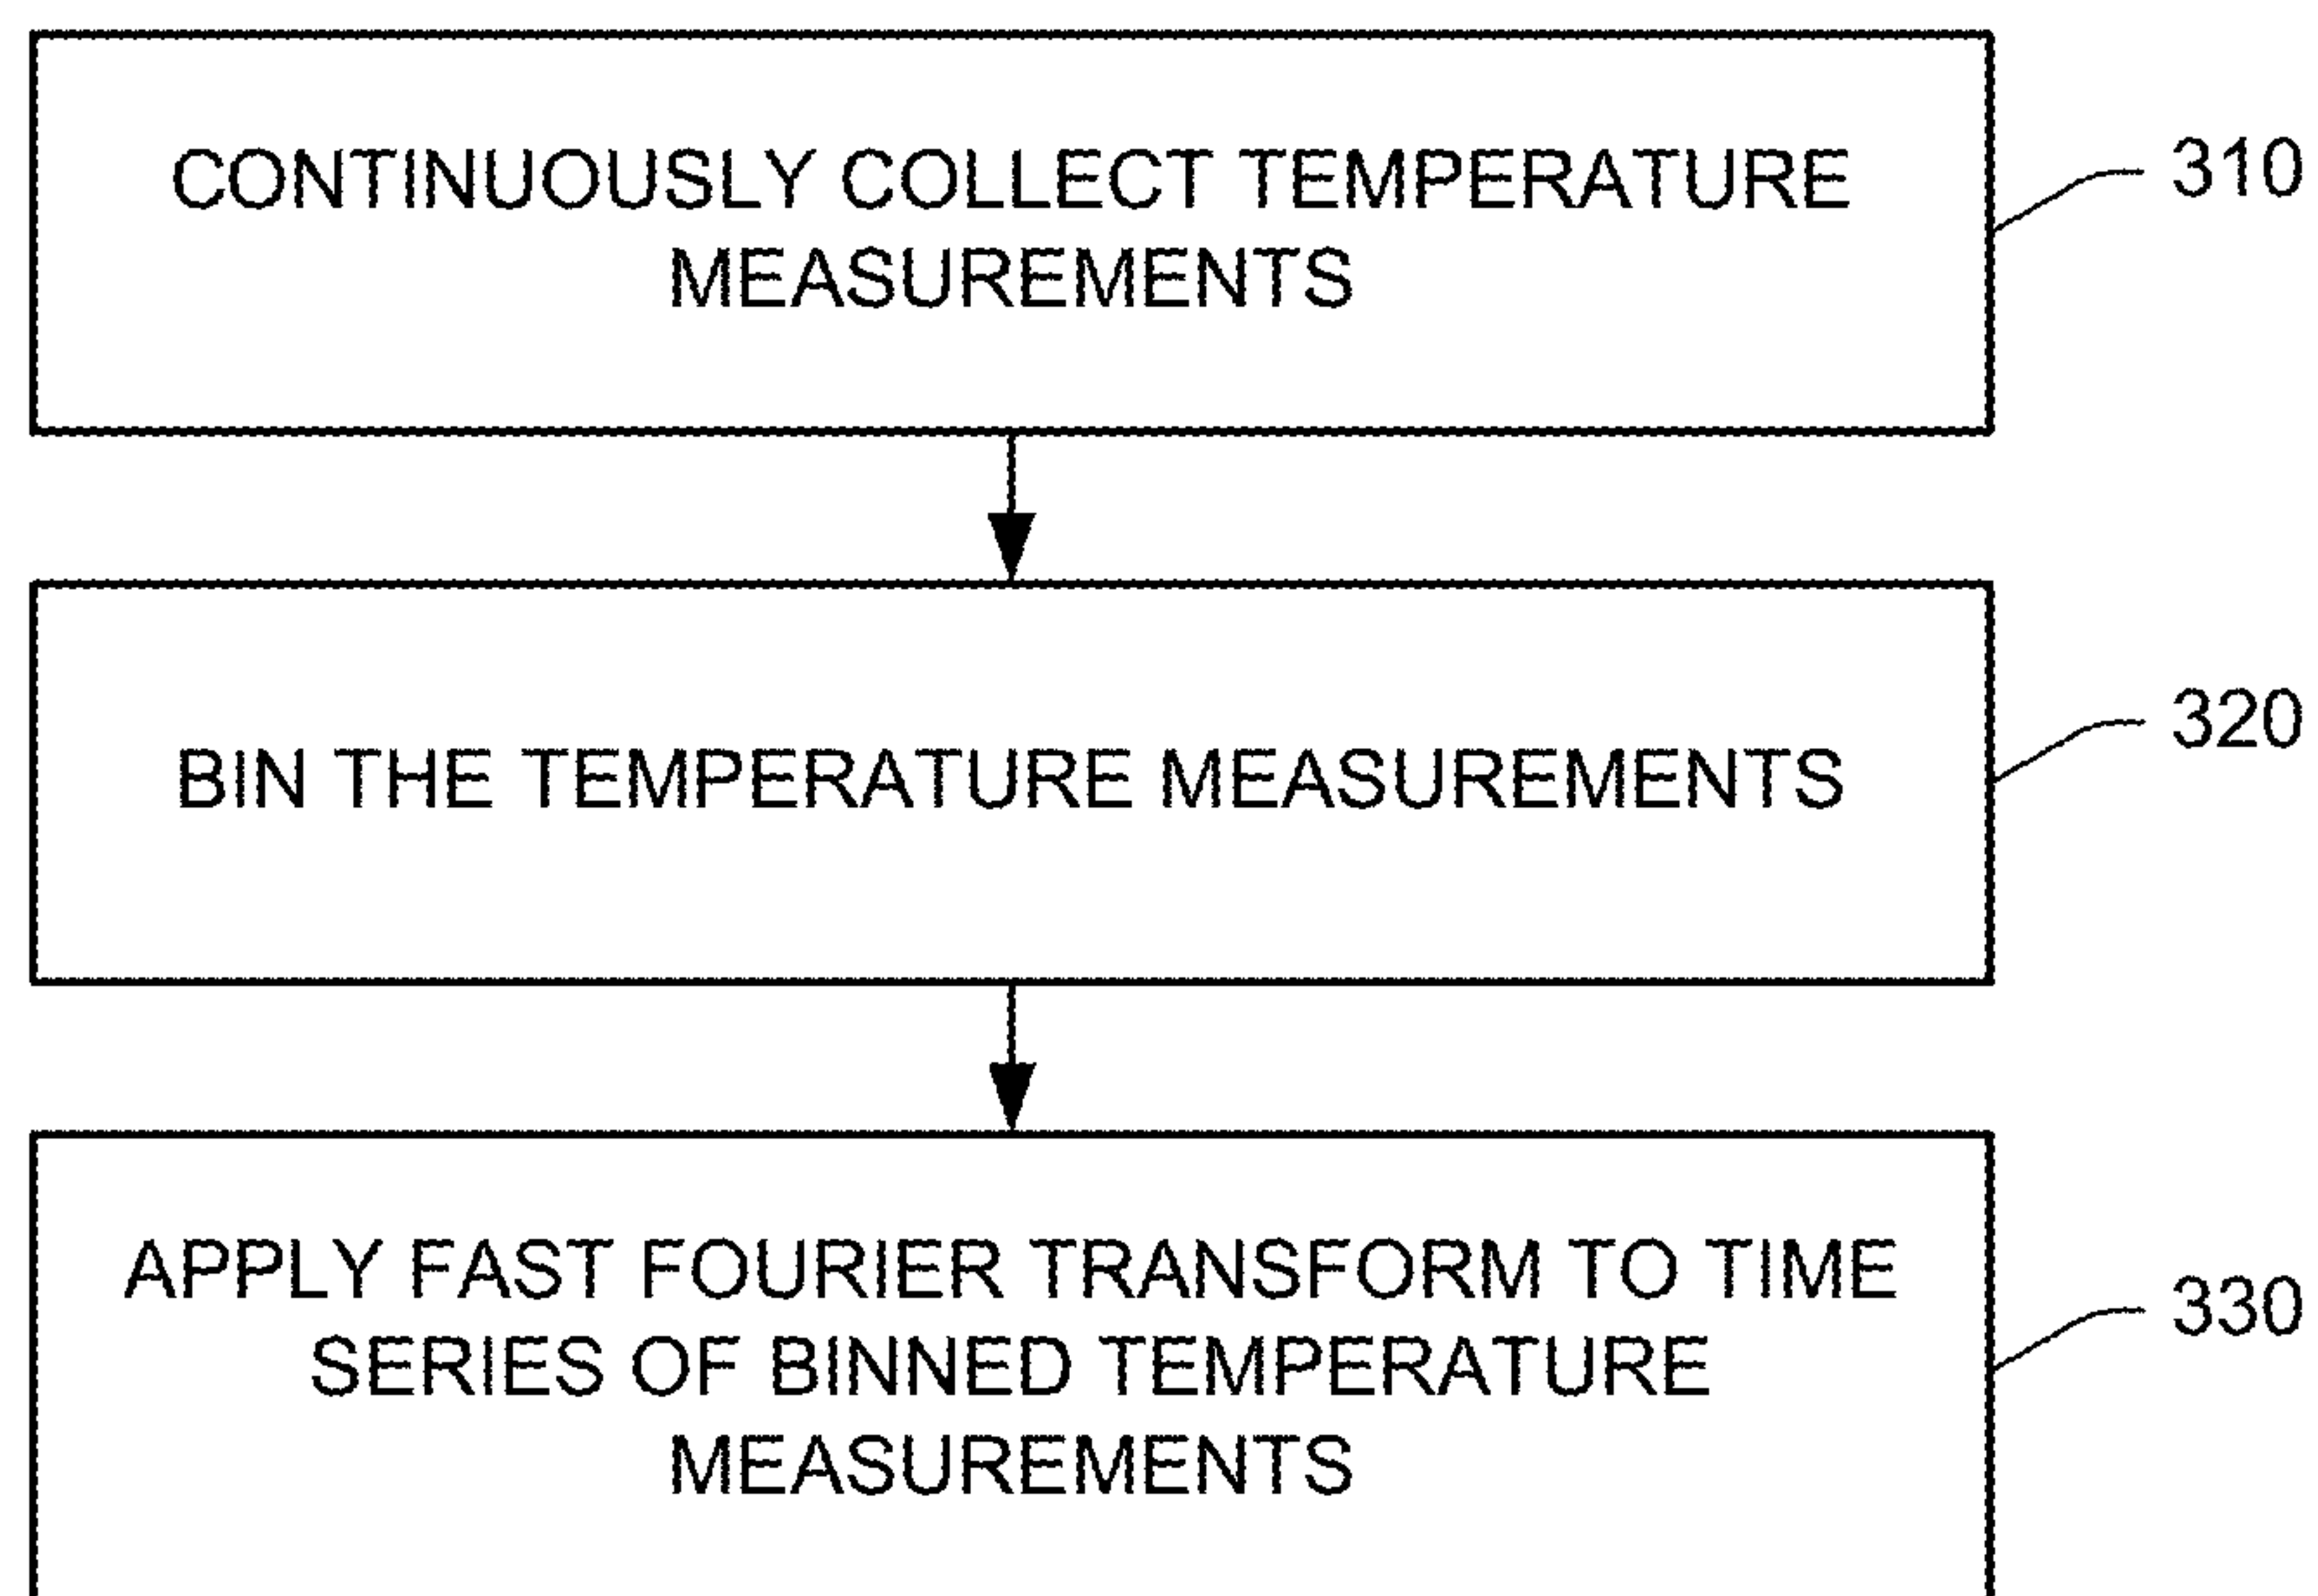 CONTINUOUSLY COLLECT TEMPERATURE
MEASUREMENTS
310
BIN THE TEMPERATURE MEASUREMENTS
320
APPLY FAST FOURIER TRANSFORM TO TIME
SERIES OF BINNED TEMPERATURE
MEASUREMENTS
330